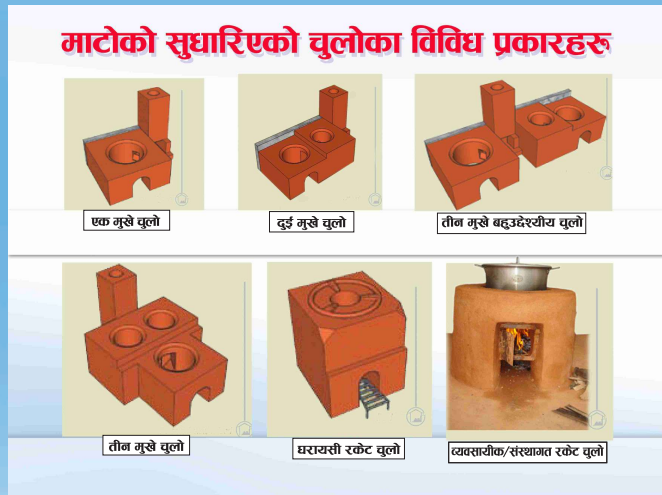 माटोको सुधारिएको चुलोका विविध प्रकारहरु
एक मुखे चुलो
दुई मुखे चुलो
तीन मुखे बहुउद्देश्यीय चुलो
तीन मुखे चुलो
घरायसी रकेट चुलो
व्यवसायीक/संस्थागत रकेट चुलो